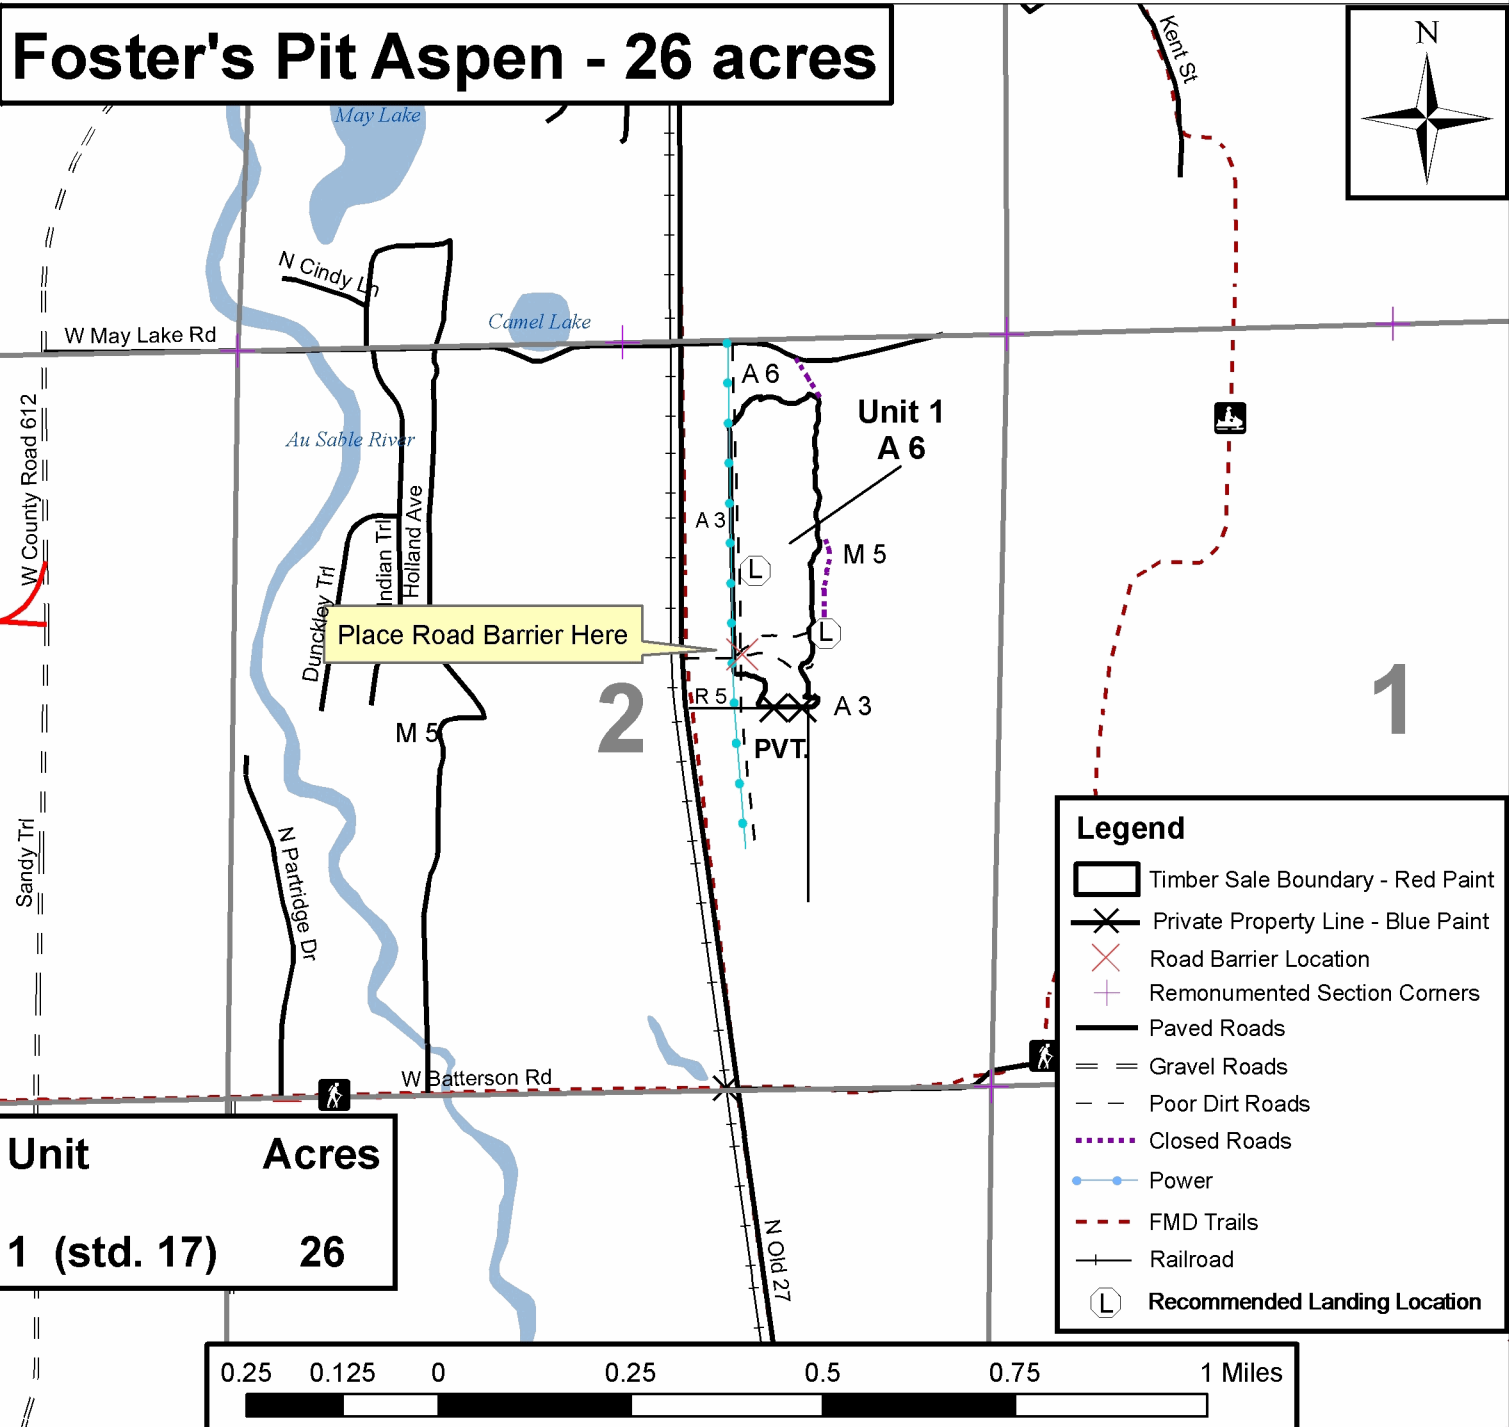 Foster's Pit Aspen - 26 acres
N
Kent St
May Lake
N Cindy Ln
Camel Lake
W May Lake Rd
A 6
Unit 1
A 6
W County Road 612
Au Sable River
Holland Ave
Indian Trl
Dunckley Trl
A 3
M 5
L
L
Place Road Barrier Here
R 5
A 3
2
1
M 5
PVT.
Sandy Trl
N Partridge Dr
W Batterson Rd
N Old 27
Legend
Timber Sale Boundary - Red Paint
Private Property Line - Blue Paint
Road Barrier Location
Remonumented Section Corners
Paved Roads
Gravel Roads
Poor Dirt Roads
Closed Roads
Power
FMD Trails
Railroad
L Recommended Landing Location
Unit Acres
1 (std. 17) 26
0.25 0.125 0 0.25 0.5 0.75 1 Miles